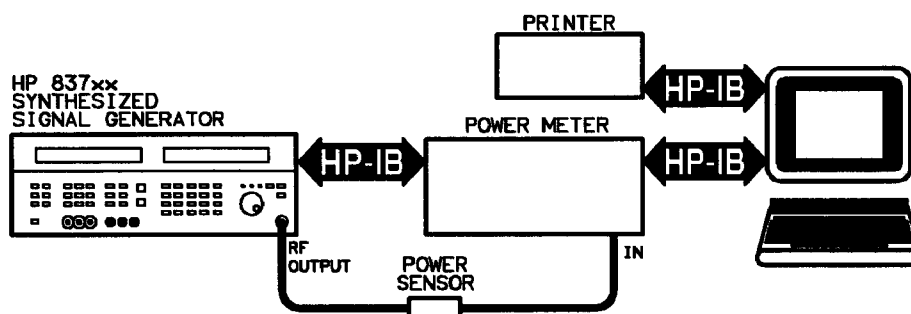 PRINTER
HP-IB
HP 837xx
SYNTHESIZED
SIGNAL GENERATOR
POWER METER
HP-IB
HP-IB
RF
OUTPUT
POWER
SENSOR
IN